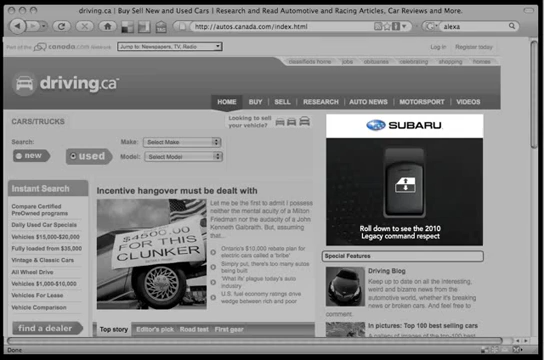 driving.ca | Buy Sell New and Used Cars | Research and Read Automotive and Racing Articles, Car Reviews and More.
http://autos.canada.com/index.html
alexa
Part of the canada.com Network
Jump to: Newspapers, TV, Radio
Log in | Register today
classifieds home jobs obituaries celebrating shopping homes
driving.ca
HOME BUY | SELL | RESEARCH | AUTO NEWS | MOTORSPORT | VIDEOS
CARS/TRUCKS
Looking to sell
your vehicle?
Search:
new
used
Make: Select Make
Model: Select Model
SUBARU
Roll down to see the 2010
Legacy command respect
Instant Search
Compare Certified
PreOwned programs
Daily Used Car Specials
Vehicles $15,000-$20,000
Fully loaded from $35,000
Vintage & Classic Cars
All Wheel Drive
Vehicles $1,000-$10,000
Vehicles For Lease
Vehicle Comparison
find a dealer
Incentive hangover must be dealt with
$4500.00
FOR THIS
CLUNKER
Let me be the first to admit I possess
neither the mental acuity of a Milton
Friedman nor the audacity of a John
Kenneth Galbraith. But, assuming
that...
Ontario's $10,000 rebate plan for
electric cars called a 'bribe'
Simply put, there's too many autos
being built
'What ifs' plague today's auto
industry
U.S. fuel economy ratings drive
wedge between rich and poor
Top story Editor's pick Road test First gear
Special Features
Driving Blog
Keep up to date on all the interesting,
weird and bizarre news from the
automotive world, whether it's breaking
news or broken cars. And, of course,
In pictures: Top 100 best selling cars
Done